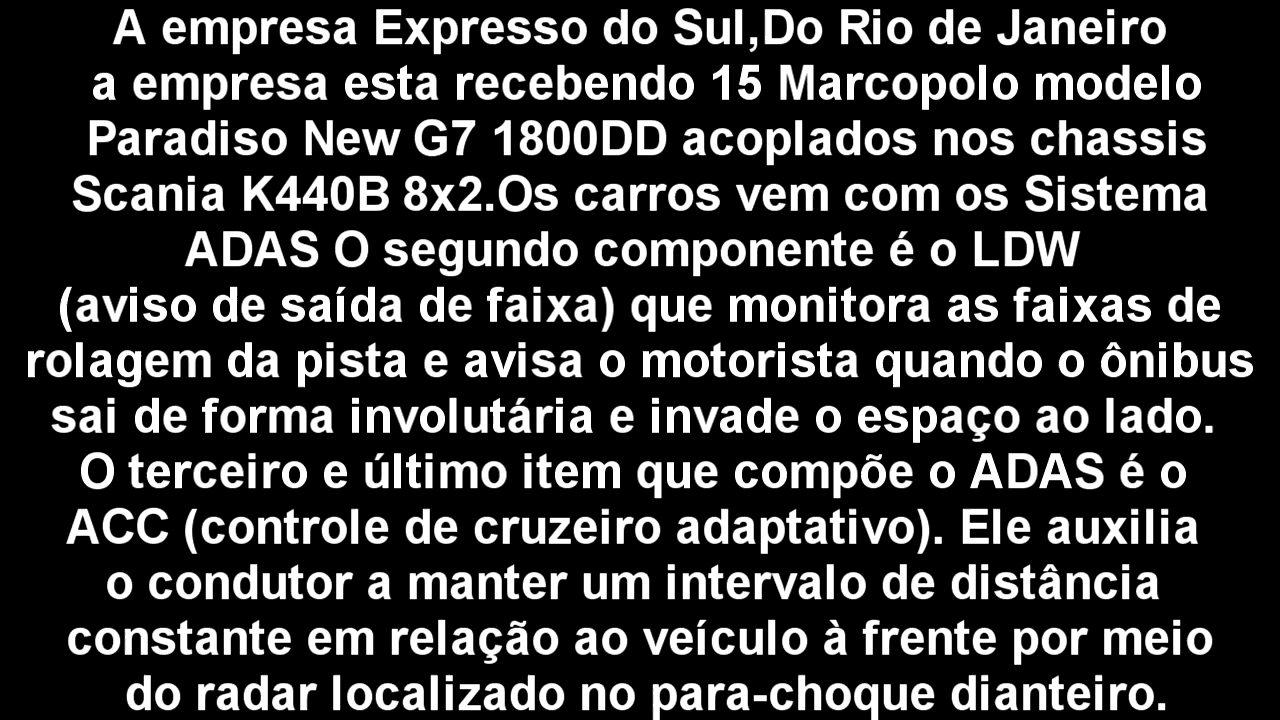 A empresa Expresso do Sul,Do Rio de Janeiro
a empresa esta recebendo 15 Marcopolo modelo
Paradiso New G7 1800DD acoplados nos chassis
Scania K440B 8x2.Os carros vem com os Sistema
ADAS O segundo componente é o LDW
(aviso de saída de faixa) que monitora as faixas de
rolagem da pista e avisa o motorista quando o ônibus
sai de forma involutária e invade o espaço ao lado.
O terceiro e último item que compõe o ADAS é o
ACC (controle de cruzeiro adaptativo). Ele auxilia
o condutor a manter um intervalo de distância
constante em relação ao veículo à frente por meio
do radar localizado no para-choque dianteiro.